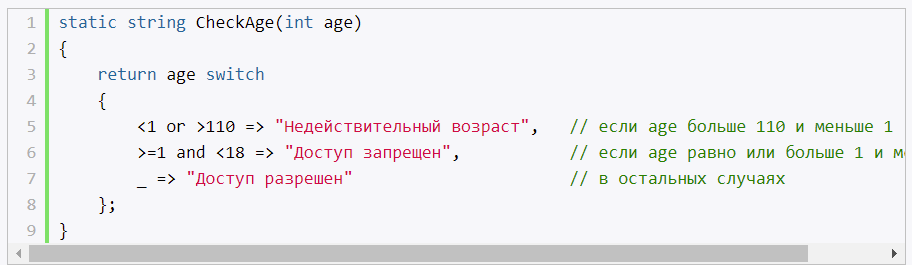 1 static string CheckAge(int age)
2 {
3     return age switch
4     {
5         <1 or >110 => "Недействительный возраст",   // если age больше 110 и меньше 1
6         >=1 and <18 => "Доступ запрещен",           // если age равно или больше 1 и
7         _ => "Доступ разрешен"                      // в остальных случаях
8     };
9 }